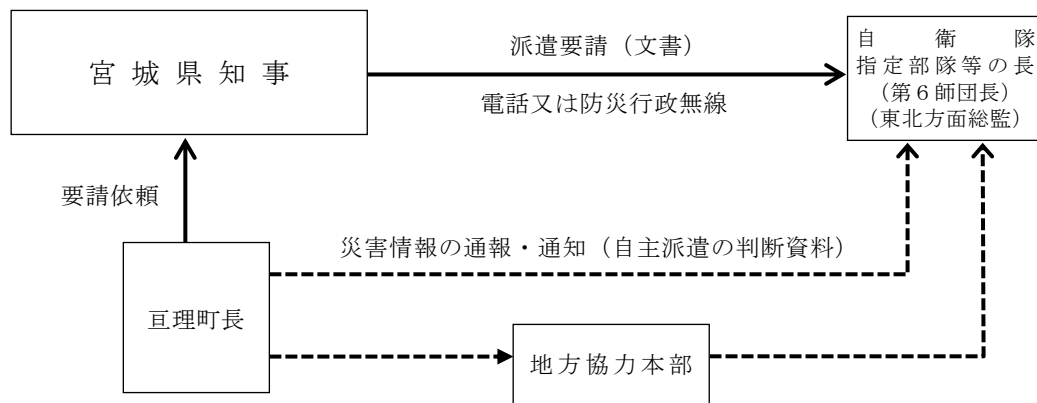 宮城県知事
派遣要請（文書）
電話又は防災行政無線
自衛隊
指定部隊等の長
（第６師団長）
（東北方面総監）
要請依頼
災害情報の通報・通知（自主派遣の判断資料）
亘理町長
地方協力本部